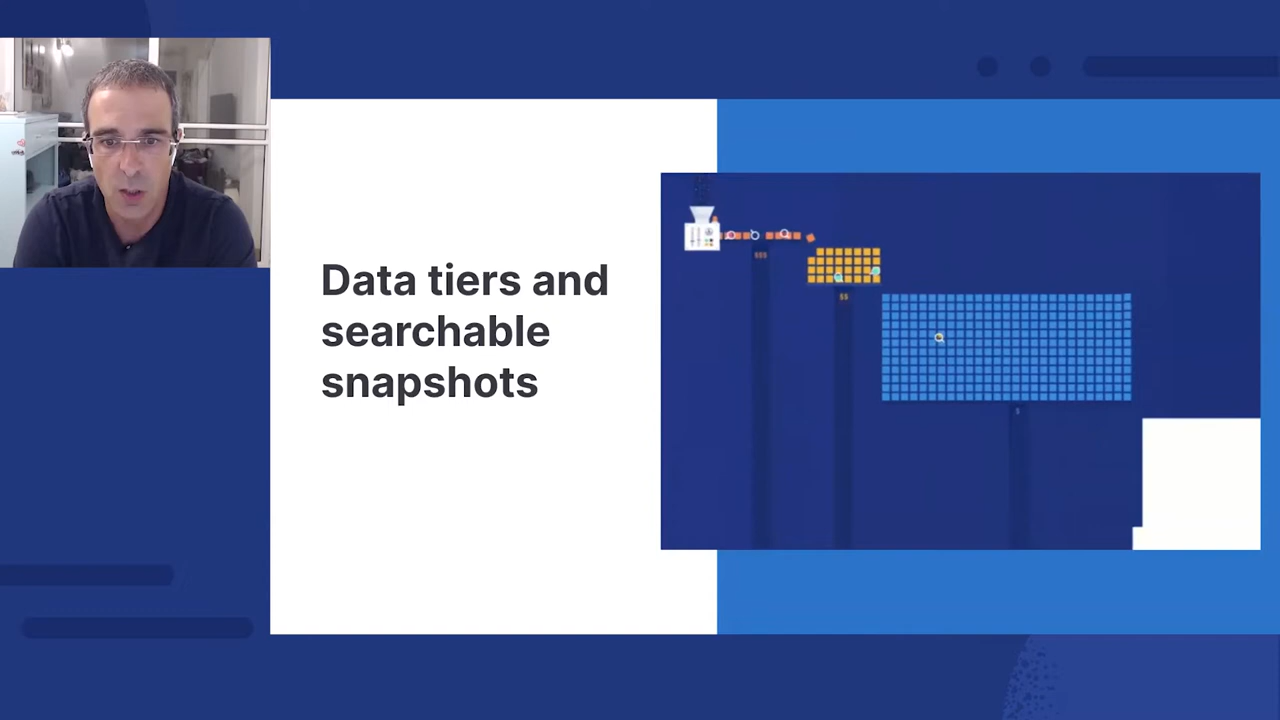 Data tiers and
searchable
snapshots
$$$
$$
$